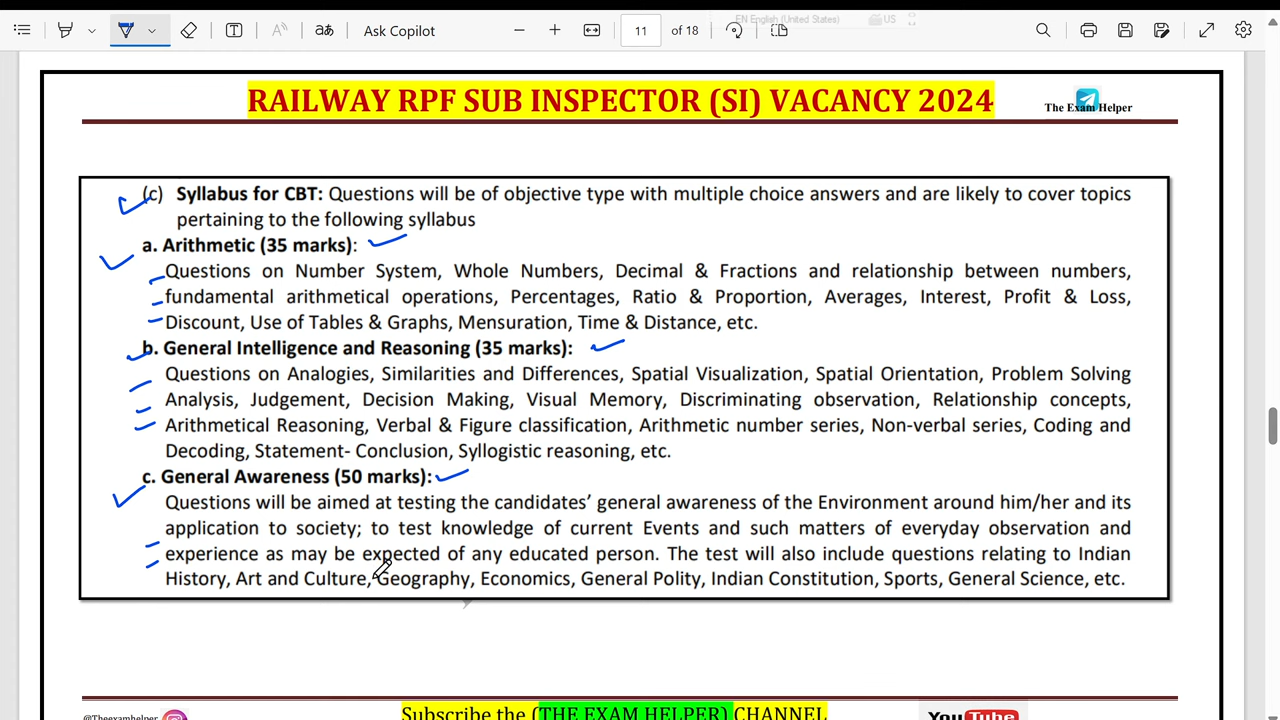 EN English (United States) US
Ask Copilot
11 of 18
RAILWAY RPF SUB INSPECTOR (SI) VACANCY 2024
The Exam Helper
(c) Syllabus for CBT: Questions will be of objective type with multiple choice answers and are likely to cover topics
pertaining to the following syllabus
a. Arithmetic (35 marks):
Questions on Number System, Whole Numbers, Decimal & Fractions and relationship between numbers,
fundamental arithmetical operations, Percentages, Ratio & Proportion, Averages, Interest, Profit & Loss,
Discount, Use of Tables & Graphs, Mensuration, Time & Distance, etc.
b. General Intelligence and Reasoning (35 marks):
Questions on Analogies, Similarities and Differences, Spatial Visualization, Spatial Orientation, Problem Solving
Analysis, Judgement, Decision Making, Visual Memory, Discriminating observation, Relationship concepts,
Arithmetical Reasoning, Verbal & Figure classification, Arithmetic number series, Non-verbal series, Coding and
Decoding, Statement- Conclusion, Syllogistic reasoning, etc.
c. General Awareness (50 marks):
Questions will be aimed at testing the candidates’ general awareness of the Environment around him/her and its
application to society; to test knowledge of current Events and such matters of everyday observation and
experience as may be expected of any educated person. The test will also include questions relating to Indian
History, Art and Culture, Geography, Economics, General Polity, Indian Constitution, Sports, General Science, etc.
@Theexamhelper
Subscribe the (THE EXAM HELPER) CHANNEL
YouTube